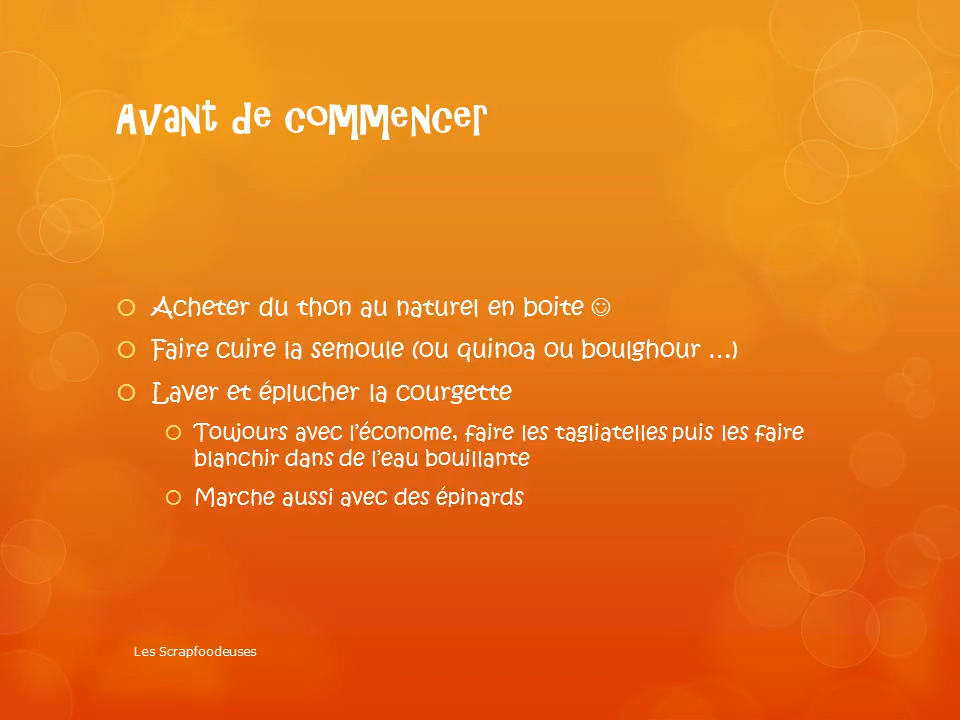 Avant de commencer
Acheter du thon au naturel en boite ☺
Faire cuire la semoule (ou quinoa ou boulghour …)
Laver et éplucher la courgette
Toujours avec l’économe, faire les tagliatelles puis les faire
blanchir dans de l’eau bouillante
Marche aussi avec des épinards
Les Scrapfoodeuses